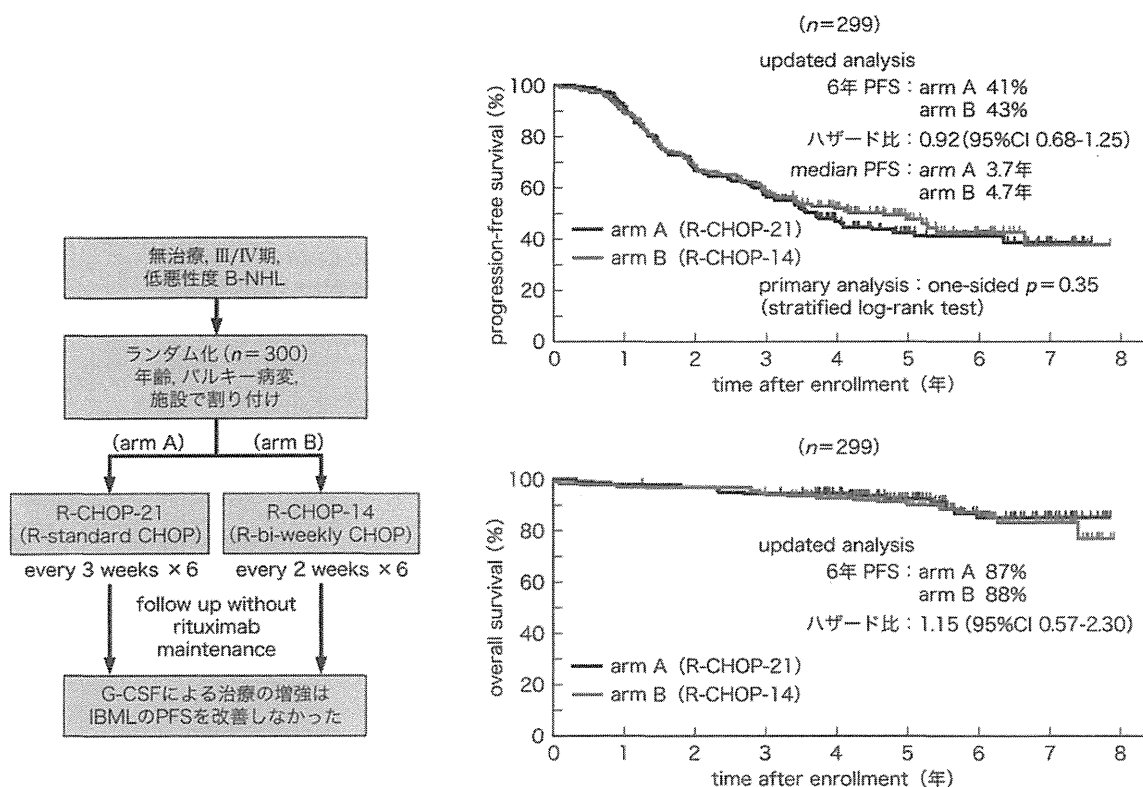 無治療, Ⅲ/Ⅳ期,
低悪性度 B-NHL
ランダム化 (n=300)
年齢, バルキー病変,
施設で割り付け
(arm A)
(arm B)
R-CHOP-21
(R-standard CHOP)
R-CHOP-14
(R-bi-weekly CHOP)
every 3 weeks ×6
every 2 weeks ×6
follow up without
rituximab
maintenance
G-CSFによる治療の増強は
IBMLのPFSを改善しなかった
(n=299)
updated analysis
6年 PFS：arm A 41%
arm B 43%
ハザード比：0.92 (95%CI 0.68-1.25)
median PFS：arm A 3.7年
arm B 4.7年
arm A (R-CHOP-21)
arm B (R-CHOP-14)
primary analysis：one-sided p=0.35
(stratified log-rank test)
progression-free survival (%)
100
80
60
40
20
0
0 1 2 3 4 5 6 7 8
time after enrollment (年)
(n=299)
updated analysis
6年 PFS：arm A 87%
arm B 88%
ハザード比：1.15 (95%CI 0.57-2.30)
arm A (R-CHOP-21)
arm B (R-CHOP-14)
overall survival (%)
100
80
60
40
20
0
0 1 2 3 4 5 6 7 8
time after enrollment (年)